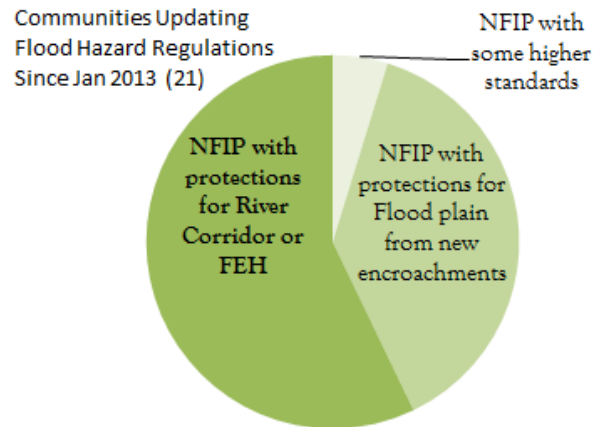 Communities Updating
Flood Hazard Regulations
Since Jan 2013 (21)
NFIP with
some higher
standards
NFIP with
protections for
Flood plain
from new
encroachments
NFIP with
protections
for River
Corridor or
FEH